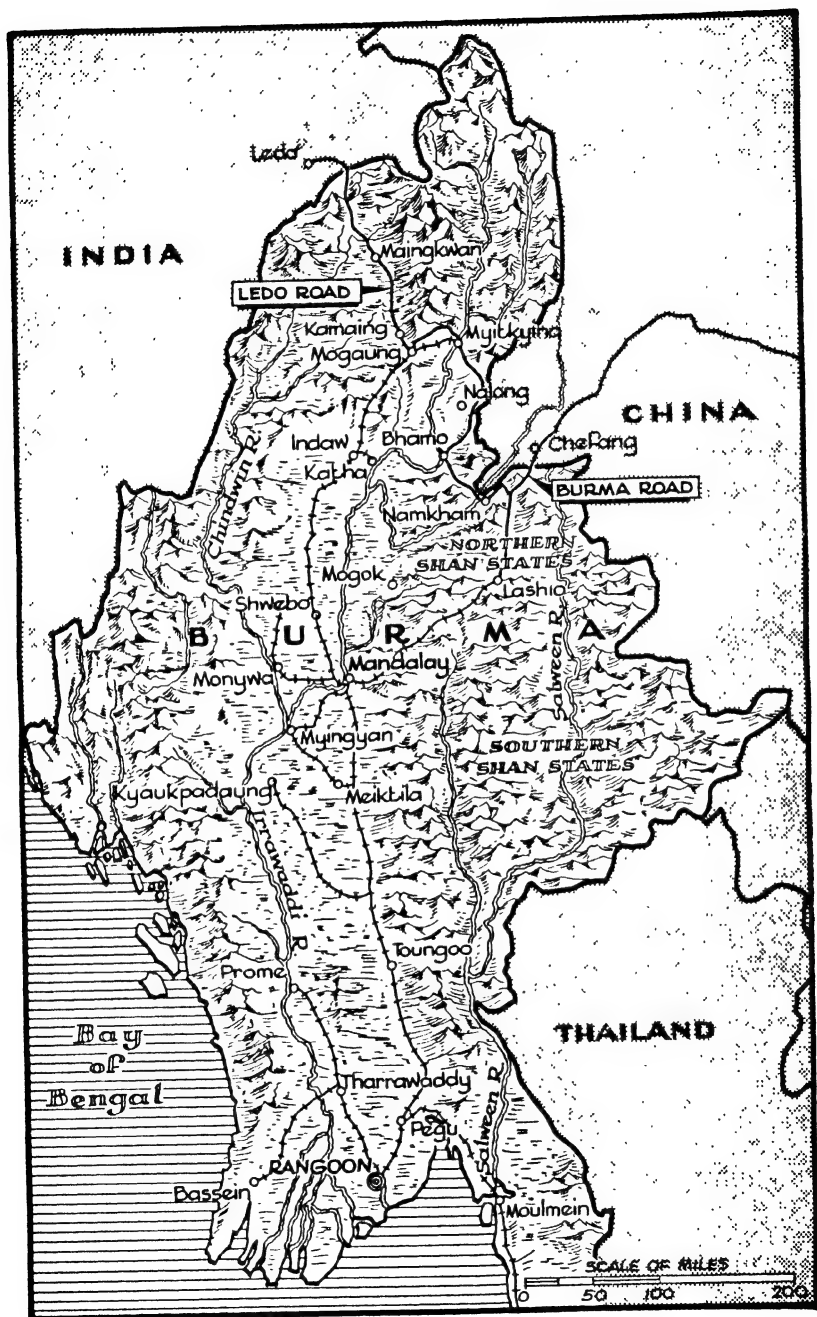 Ledo
INDIA
Maingkwan
LEDO ROAD
Kamaing
Mogaung
Myitkyina
Nalong
CHINA
Indaw
Bhamo
Chefang
Katha
Chindwin R.
BURMA ROAD
Namkham
NORTHERN
SHAN STATES
Mogok
Lashio
Shwebo
BURMA
Salween R.
Monywa
Mandalay
Myingyan
SOUTHERN
SHAN STATES
Kyaukpadaung
Meiktila
Irrawaddi R
Toungoo
Prome
THAILAND
Bay
of
Bengal
Tharrawaddy
Pegu
Salween R
RANGOON
Bassein
Moulmein
SCALE OF MILES
0 50 100 200